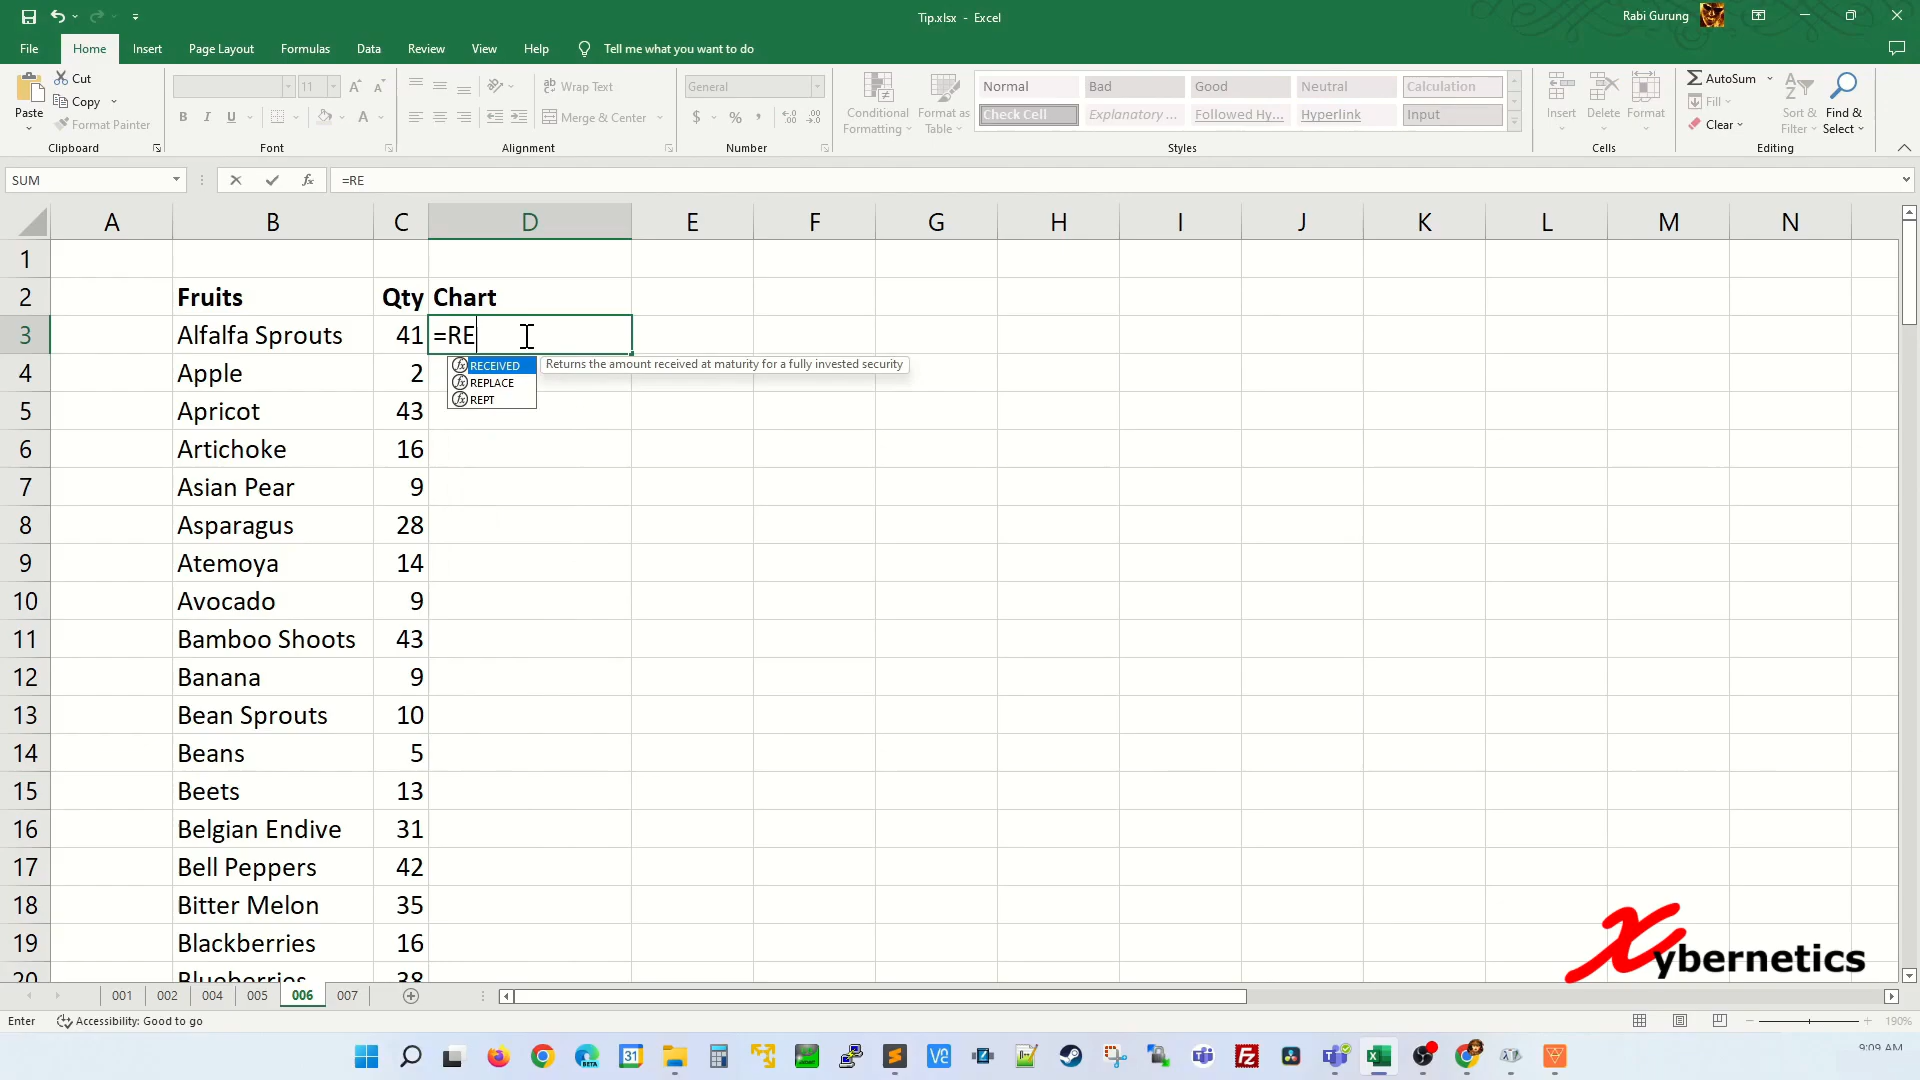 Tip.xlsx - Excel
Rabi Gurung
File Home Insert Page Layout Formulas Data Review View Help Tell me what you want to do
Paste
Cut
Copy
Format Painter
Clipboard
11
B I U A
Font
ab Wrap Text
Merge & Center
Alignment
General
$ % ,
Number
Conditional Formatting
Format as Table
Normal Bad Good Neutral Calculation
Check Cell Explanatory ... Followed Hy... Hyperlink Input
Styles
Insert Delete Format
Cells
AutoSum
Fill
Clear
Sort & Filter
Find & Select
Editing
SUM fx =RE
A B C D E F G H I J K L M N
1
2 Fruits Qty Chart
3 Alfalfa Sprouts 41 =RE
RECEIVED Returns the amount received at maturity for a fully invested security
REPLACE
REPT
4 Apple 2
5 Apricot 43
6 Artichoke 16
7 Asian Pear 9
8 Asparagus 28
9 Atemoya 14
10 Avocado 9
11 Bamboo Shoots 43
12 Banana 9
13 Bean Sprouts 10
14 Beans 5
15 Beets 13
16 Belgian Endive 31
17 Bell Peppers 42
18 Bitter Melon 35
19 Blackberries 16
20 Blueberries 38
Xybernetics
001 002 004 005 006 007
Enter Accessibility: Good to go 190%
BETA 31
9:09 AM